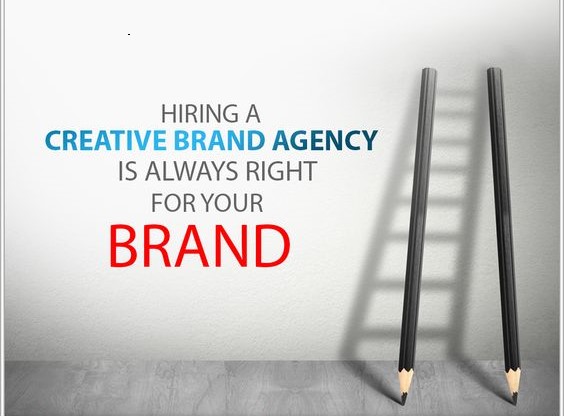 HIRING A
CREATIVE BRAND AGENCY
IS ALWAYS RIGHT
FOR YOUR
BRAND